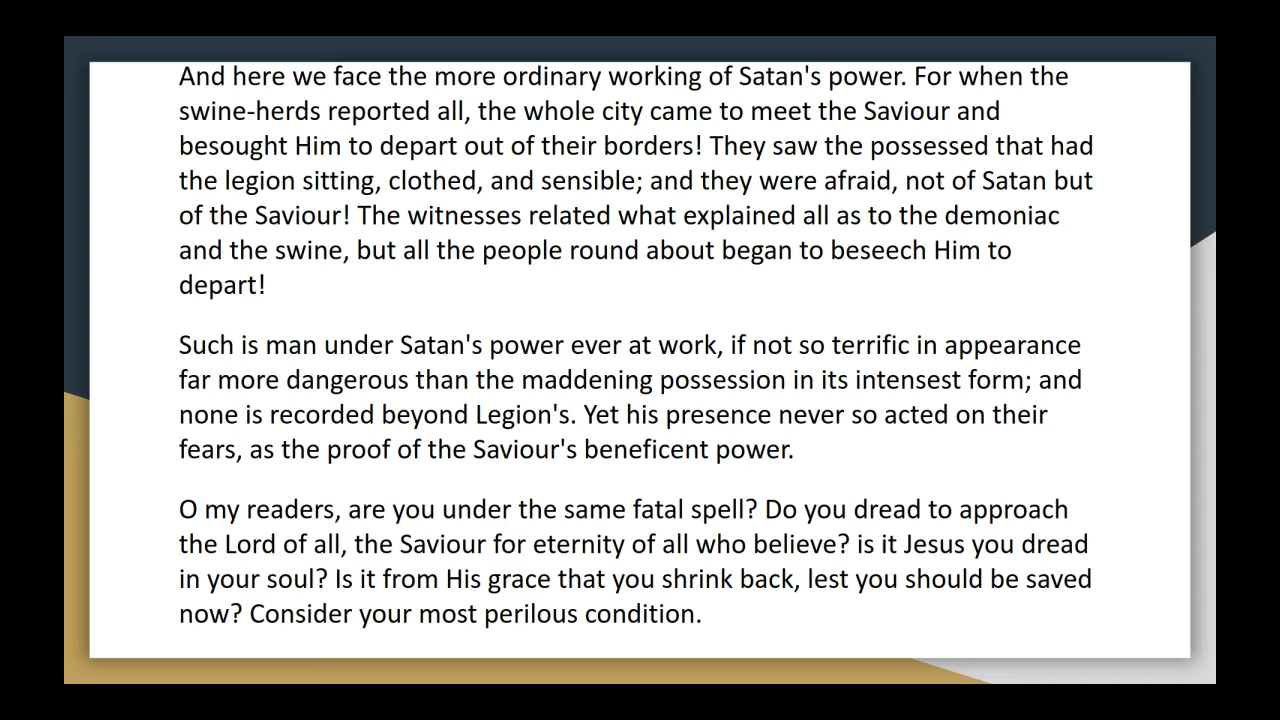 And here we face the more ordinary working of Satan's power. For when the
swine-herds reported all, the whole city came to meet the Saviour and
besought Him to depart out of their borders! They saw the possessed that had
the legion sitting, clothed, and sensible; and they were afraid, not of Satan but
of the Saviour! The witnesses related what explained all as to the demoniac
and the swine, but all the people round about began to beseech Him to
depart!
Such is man under Satan's power ever at work, if not so terrific in appearance
far more dangerous than the maddening possession in its intensest form; and
none is recorded beyond Legion's. Yet his presence never so acted on their
fears, as the proof of the Saviour's beneficent power.
O my readers, are you under the same fatal spell? Do you dread to approach
the Lord of all, the Saviour for eternity of all who believe? is it Jesus you dread
in your soul? Is it from His grace that you shrink back, lest you should be saved
now? Consider your most perilous condition.